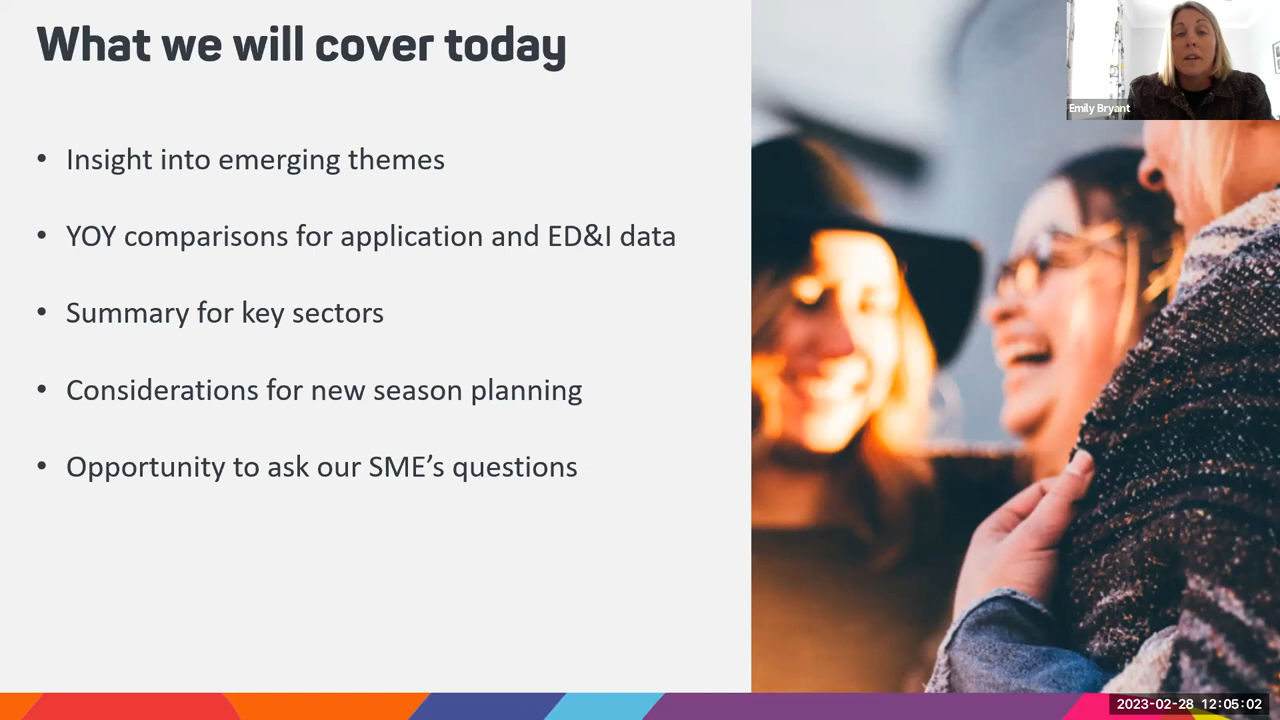 What we will cover today
Emily Bryant
• Insight into emerging themes
• YOY comparisons for application and ED&I data
• Summary for key sectors
• Considerations for new season planning
• Opportunity to ask our SME’s questions
2023-02-28 12:05:02